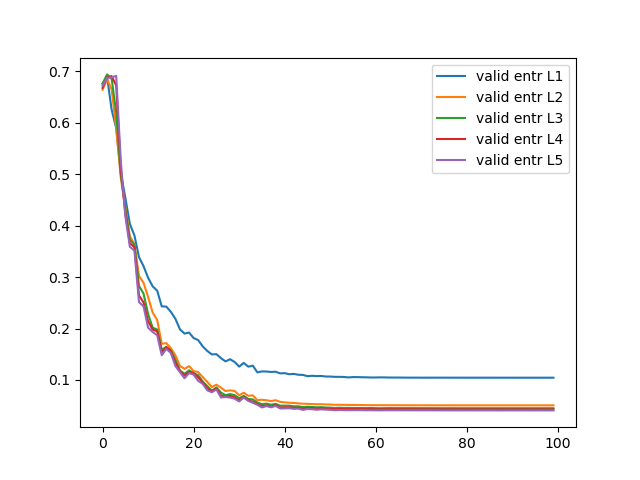 0.7
0.6
0.5
0.4
0.3
0.2
0.1
0
20
40
60
80
100
valid entr L1
valid entr L2
valid entr L3
valid entr L4
valid entr L5